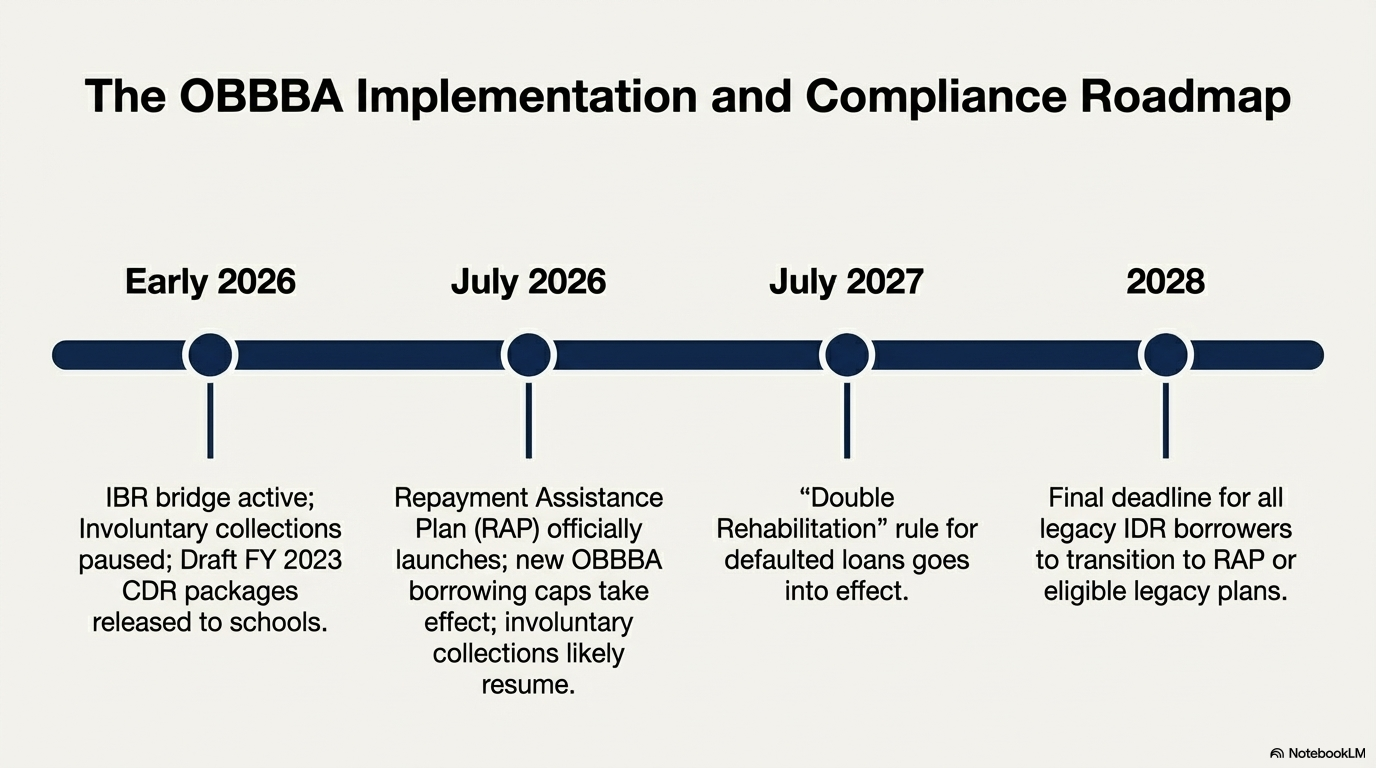 The OBBBA Implementation and Compliance Roadmap
Early 2026
July 2026
July 2027
2028
IBR bridge active;
Involuntary collections
paused; Draft FY 2023
CDR packages
released to schools.
Repayment Assistance
Plan (RAP) officially
launches; new OBBBA
borrowing caps take
effect; involuntary
collections likely
resume.
“Double
Rehabilitation” rule for
defaulted loans goes
into effect.
Final deadline for all
legacy IDR borrowers
to transition to RAP or
eligible legacy plans.
NotebookLM